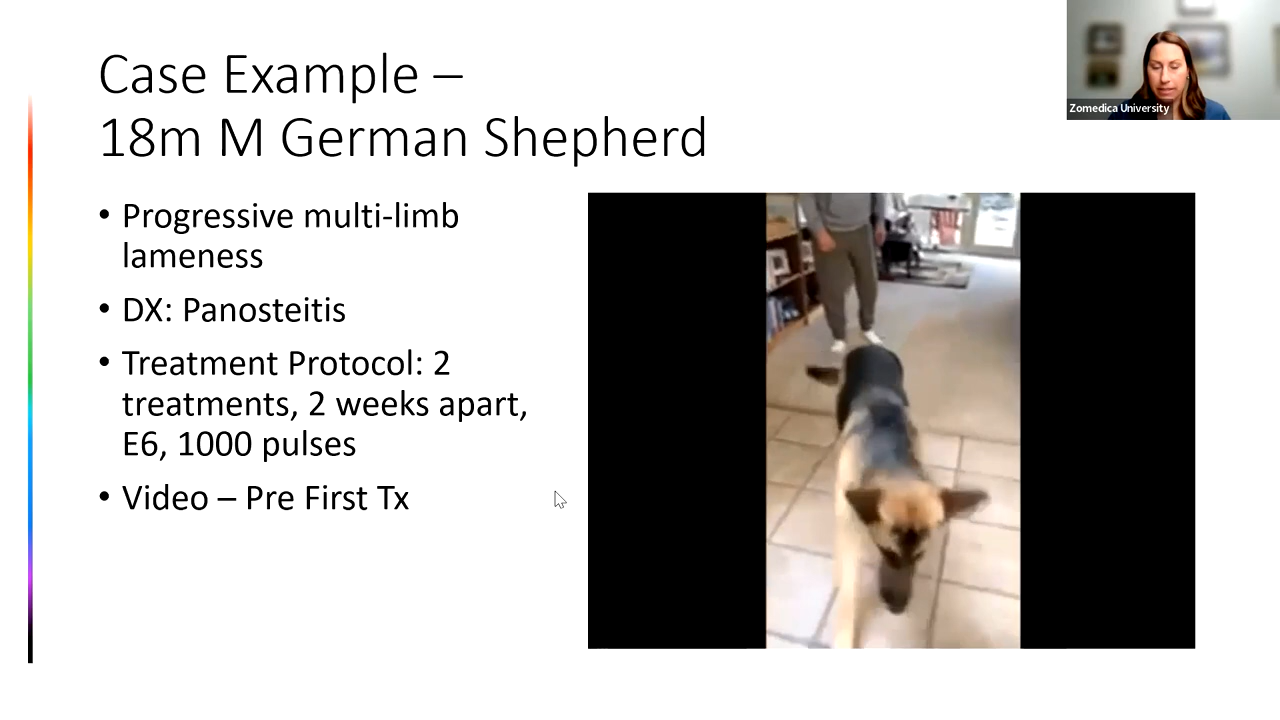 Case Example –
18m M German Shepherd
Zomedica University
• Progressive multi-limb
lameness
• DX: Panosteitis
• Treatment Protocol: 2
treatments, 2 weeks apart,
E6, 1000 pulses
• Video – Pre First Tx